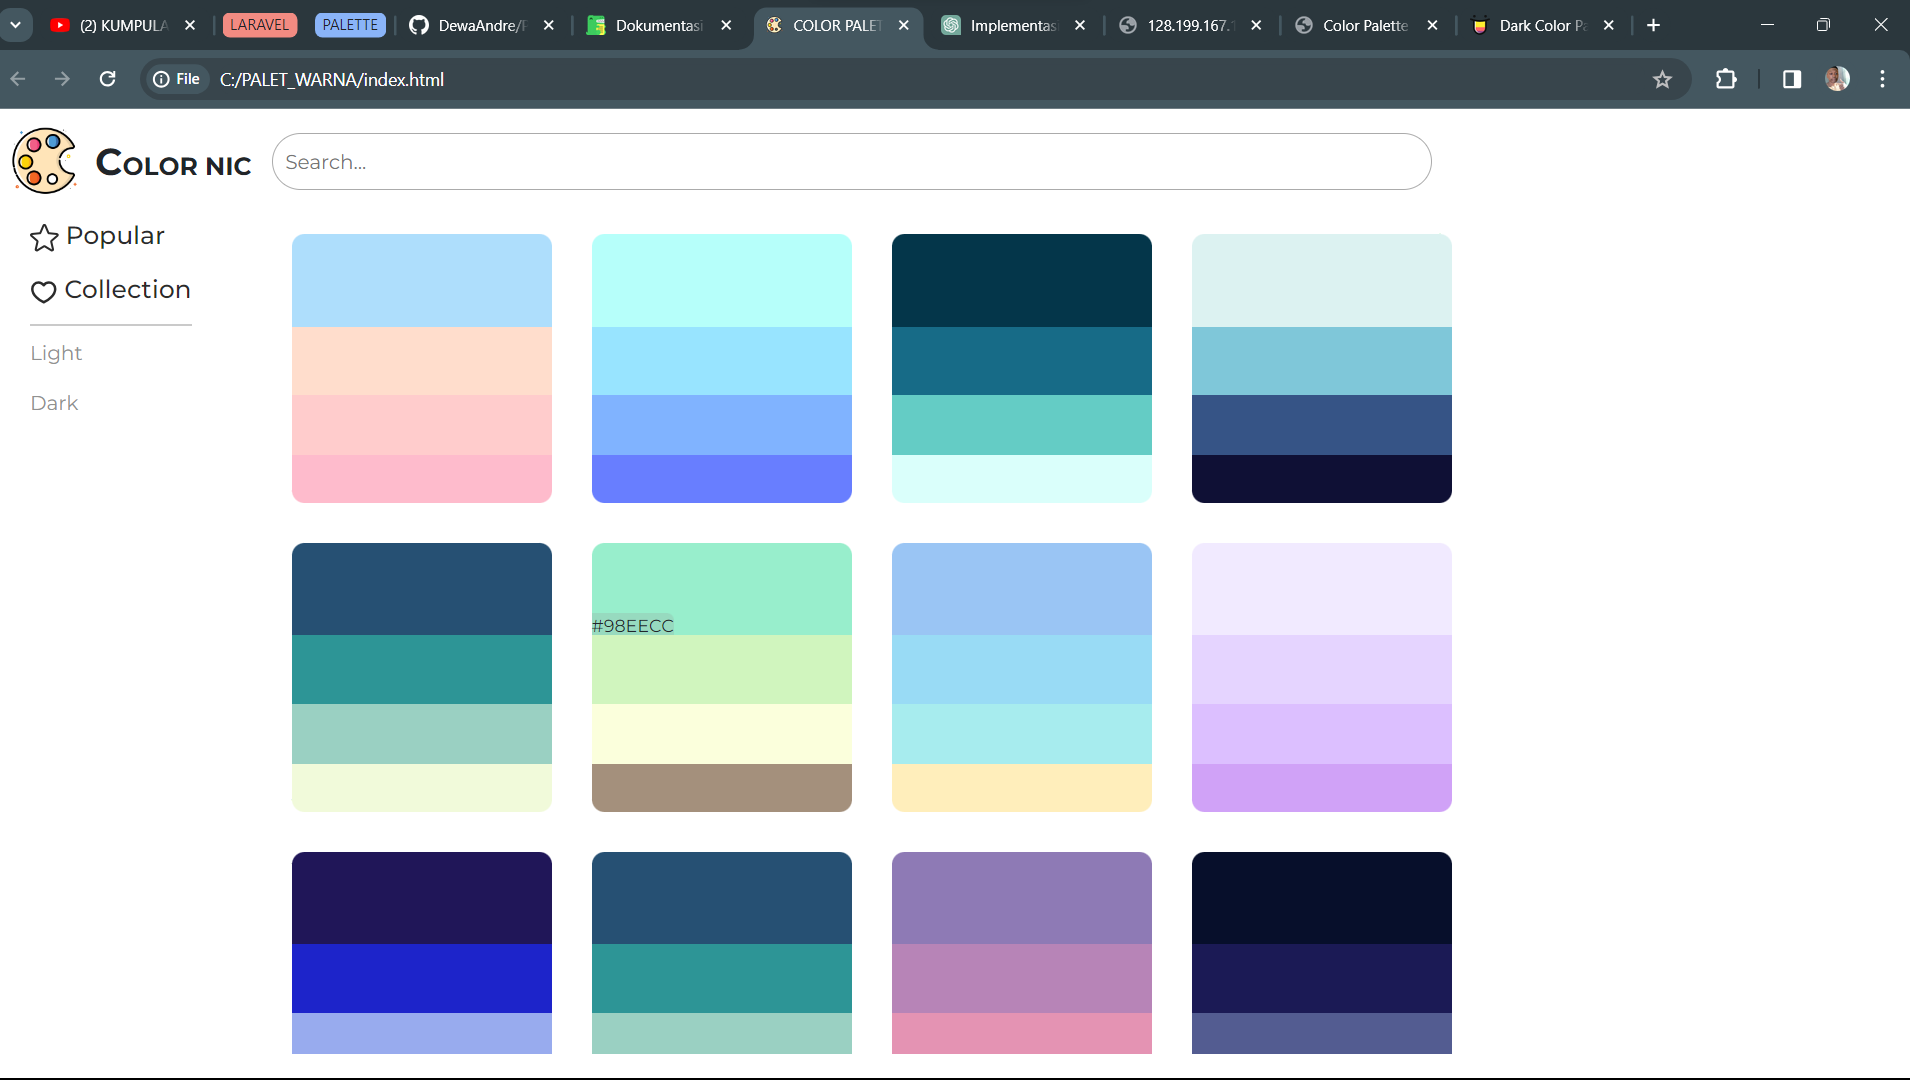 (2) KUMPULA
LARAVEL
PALETTE
DewaAndre/
Dokumentasi
COLOR PALET
Implementas
128.199.167.
Color Palette
Dark Color Pa
File C:/PALET_WARNA/index.html
COLOR NIC
Search...
Popular
Collection
Light
Dark
#98EECC